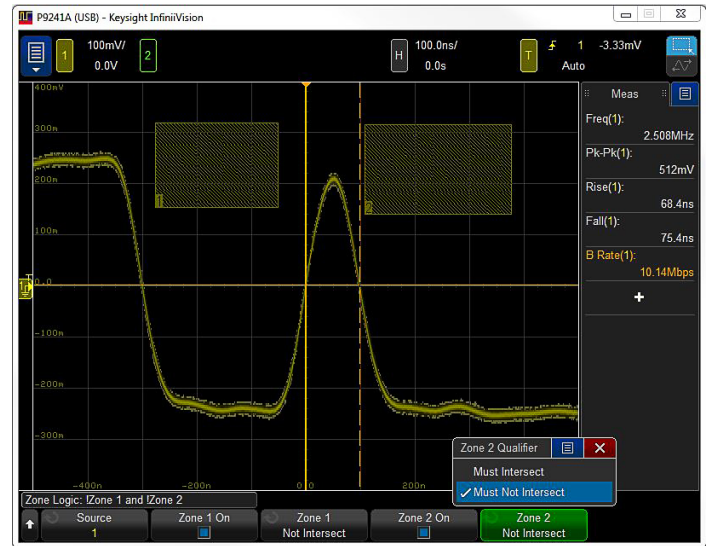 P9241A (USB) - Keysight InfiniiVision
1 100mV/ 2 H 100.0ns/ T 1 -3.33mV
0.0V 0.0s Auto
400mV
300m
200m
100m
0.0
-100m
-200m
-300m
1
2
1
T
-400n -200n 0.0 200n
Meas
Freq(1):
2.508MHz
Pk-Pk(1):
512mV
Rise(1):
68.4ns
Fall(1):
75.4ns
B Rate(1):
10.14Mbps
+
Zone 2 Qualifier
Must Intersect
Must Not Intersect
Zone Logic: !Zone 1 and !Zone 2
Source Zone 1 On Zone 1 Zone 2 On Zone 2
1 Not Intersect Not Intersect